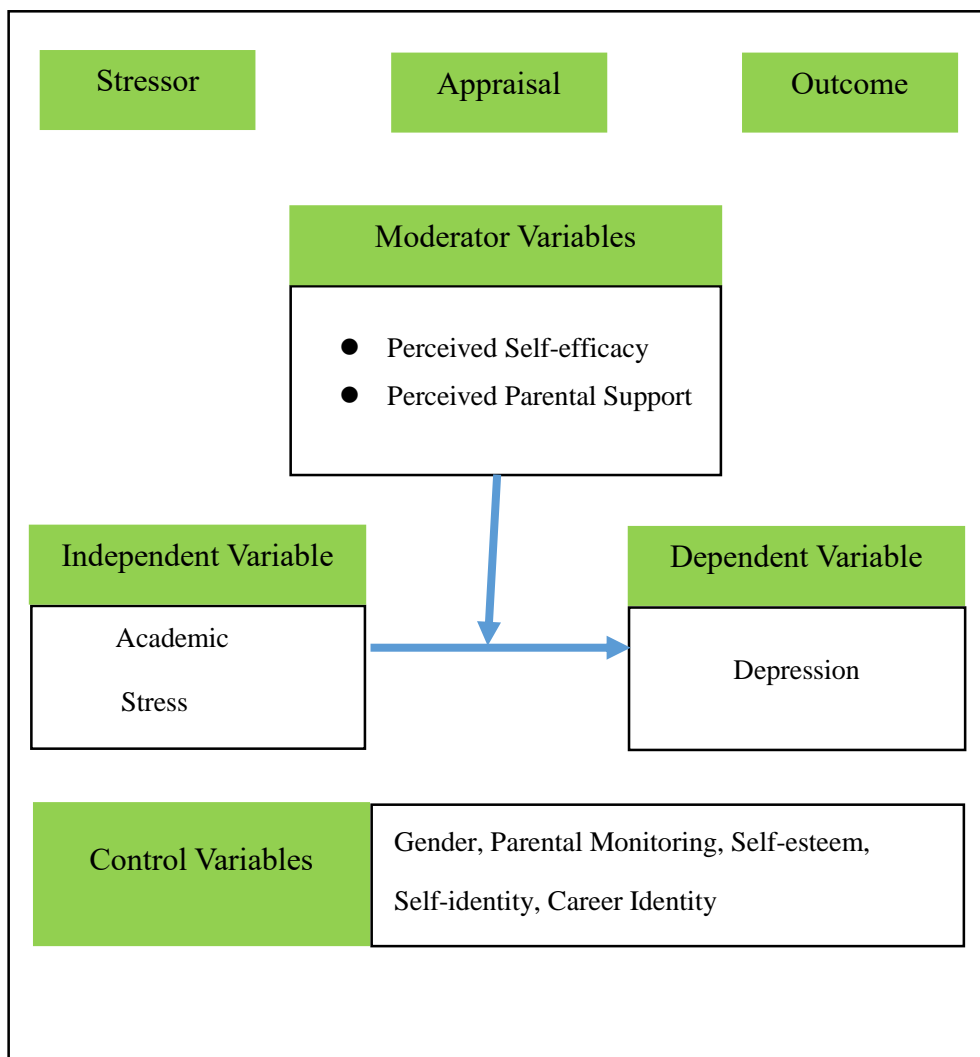 Stressor
Appraisal
Outcome
Moderator Variables
● Perceived Self-efficacy
● Perceived Parental Support
Independent Variable
Academic
Stress
Dependent Variable
Depression
Control Variables
Gender, Parental Monitoring, Self-esteem,
Self-identity, Career Identity